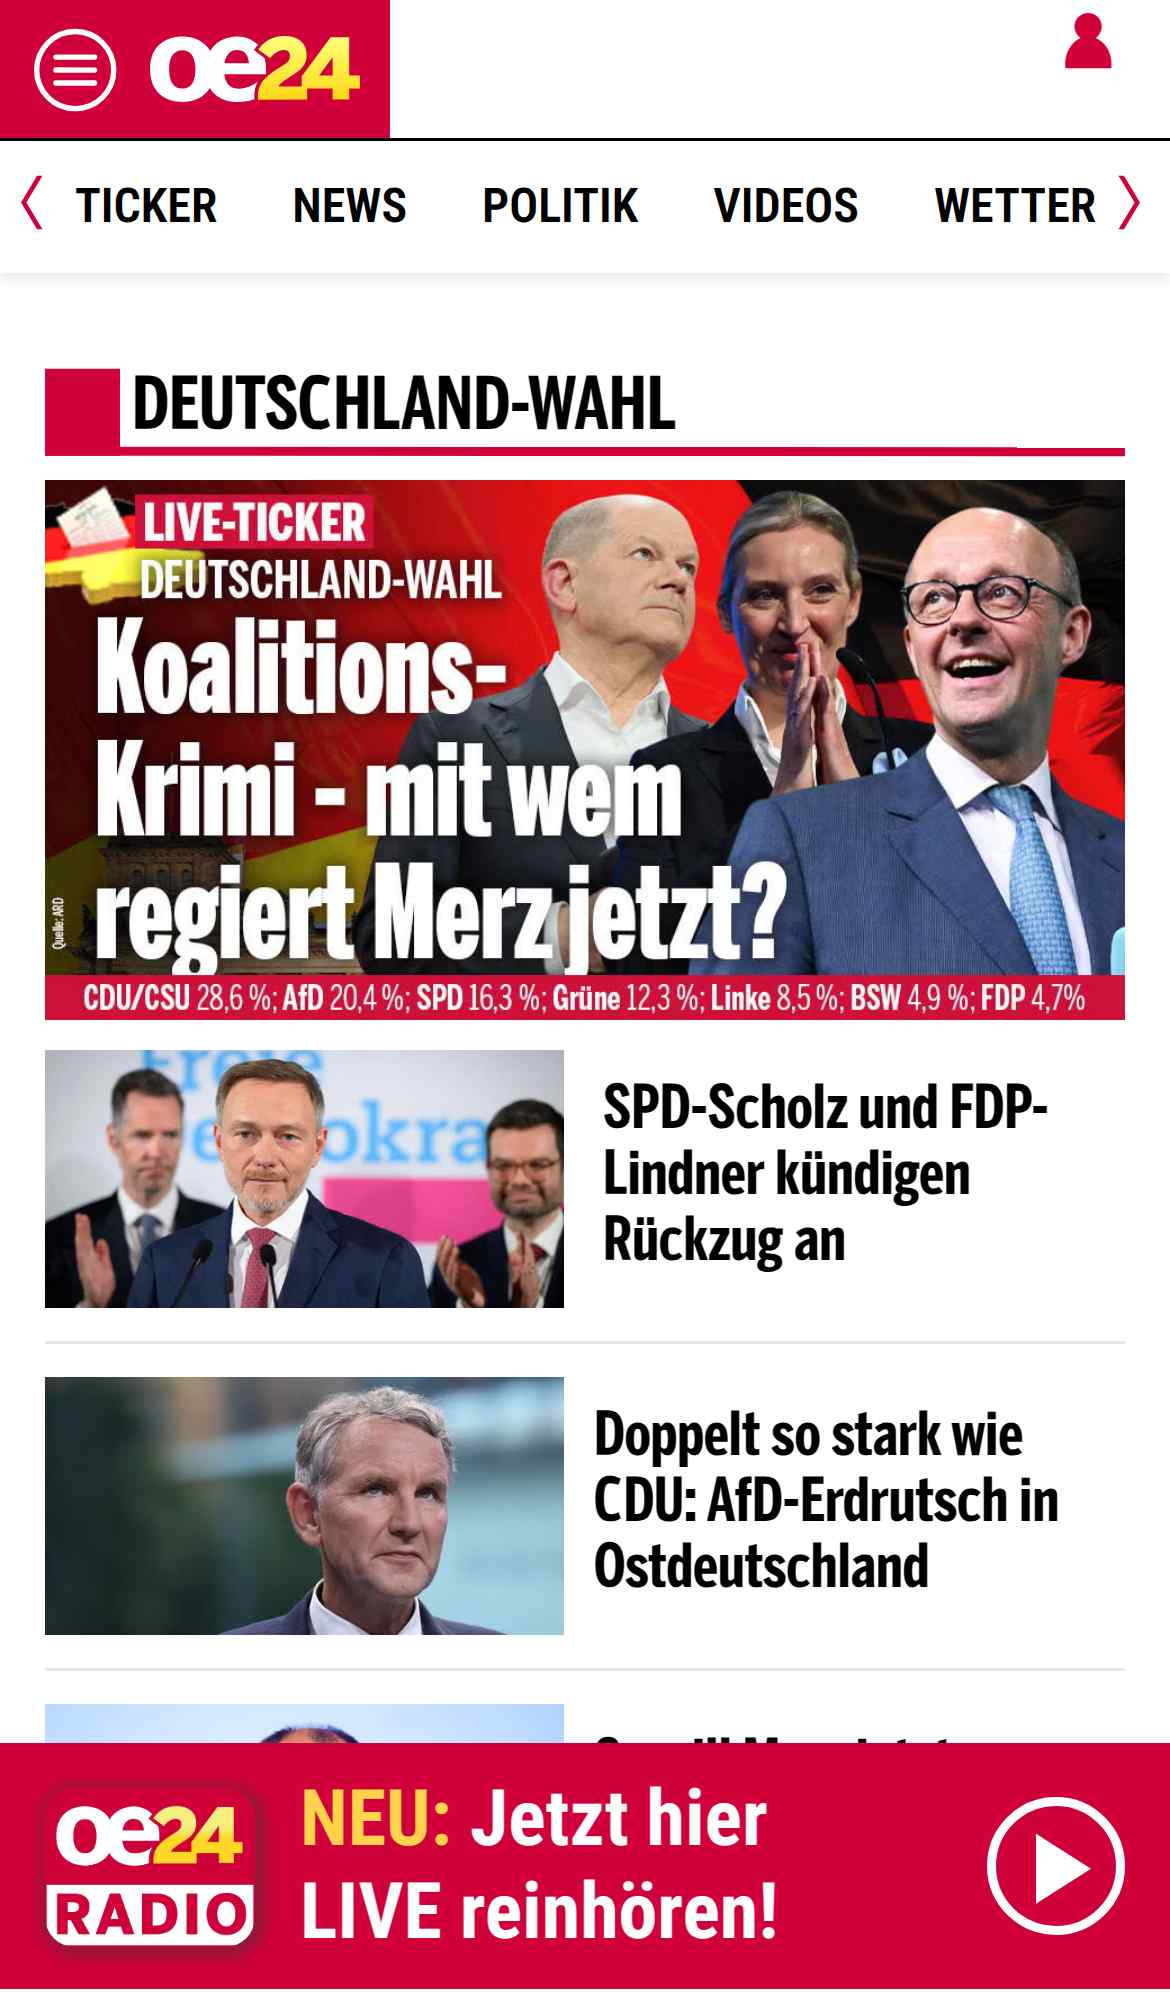 oe24
TICKER NEWS POLITIK VIDEOS WETTER
DEUTSCHLAND-WAHL
LIVE-TICKER
DEUTSCHLAND-WAHL
Koalitions-
Krimi - mit wem
regiert Merz jetzt?
Quelle: ARD
CDU/CSU 28,6 %; AfD 20,4 %; SPD 16,3 %; Grüne 12,3 %; Linke 8,5 %; BSW 4,9 %; FDP 4,7%
Freie
SPD-Scholz und FDP-
Lindner kündigen
Rückzug an
Doppelt so stark wie
CDU: AfD-Erdrutsch in
Ostdeutschland
oe24
RADIO
NEU: Jetzt hier
LIVE reinhören!